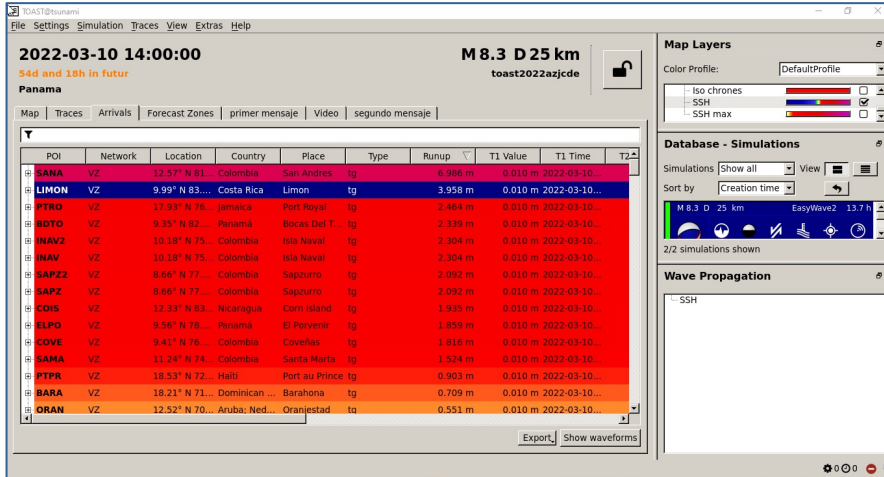 TOAST@tsunami
File Settings Simulation Traces View Extras Help
2022-03-10 14:00:00
M 8.3 D 25 km
54d and 18h in futur
toast2022azjcde
Panama
Map Traces Arrivals Forecast Zones primer mensaje Video segundo mensaje
POI Network Location Country Place Type Runup T1 Value T1 Time T2
SANA VZ 12.57° N 81... Colombia San Andres tg 6.986 m 0.010 m 2022-03-10...
LIMON VZ 9.99° N 83.... Costa Rica Limon tg 3.958 m 0.010 m 2022-03-10...
PTRO VZ 17.93° N 76... Jamaica Port Royal tg 2.464 m 0.010 m 2022-03-10...
BDTO VZ 9.35° N 82.... Panamá Bocas Del T... tg 2.339 m 0.010 m 2022-03-10...
INAV2 VZ 10.18° N 75... Colombia Isla Naval tg 2.304 m 0.010 m 2022-03-10...
INAV VZ 10.18° N 75... Colombia Isla Naval tg 2.304 m 0.010 m 2022-03-10...
SAPZ2 VZ 8.66° N 77.... Colombia Sapzurro tg 2.092 m 0.010 m 2022-03-10...
SAPZ VZ 8.66° N 77.... Colombia Sapzurro tg 2.092 m 0.010 m 2022-03-10...
COIS VZ 12.33° N 83... Nicaragua Corn Island tg 1.935 m 0.010 m 2022-03-10...
ELPO VZ 9.56° N 78.... Panamá El Porvenir tg 1.859 m 0.010 m 2022-03-10...
COVE VZ 9.41° N 76.... Colombia Coveñas tg 1.816 m 0.010 m 2022-03-10...
SAMA VZ 11.24° N 74... Colombia Santa Marta tg 1.524 m 0.010 m 2022-03-10...
PTPR VZ 18.53° N 72... Haiti Port au Prince tg 0.903 m 0.010 m 2022-03-10...
BARA VZ 18.21° N 71... Dominican ... Barahona tg 0.709 m 0.010 m 2022-03-10...
ORAN VZ 12.52° N 70... Aruba; Ned... Oranjestad tg 0.551 m 0.010 m 2022-03-10...
Export Show waveforms
Map Layers
Color Profile: DefaultProfile
Iso chrones
SSH
SSH max
Database - Simulations
Simulations Show all View
Sort by Creation time
M 8.3 D 25 km EasyWave2 13.7 h
2/2 simulations shown
Wave Propagation
SSH
0 0